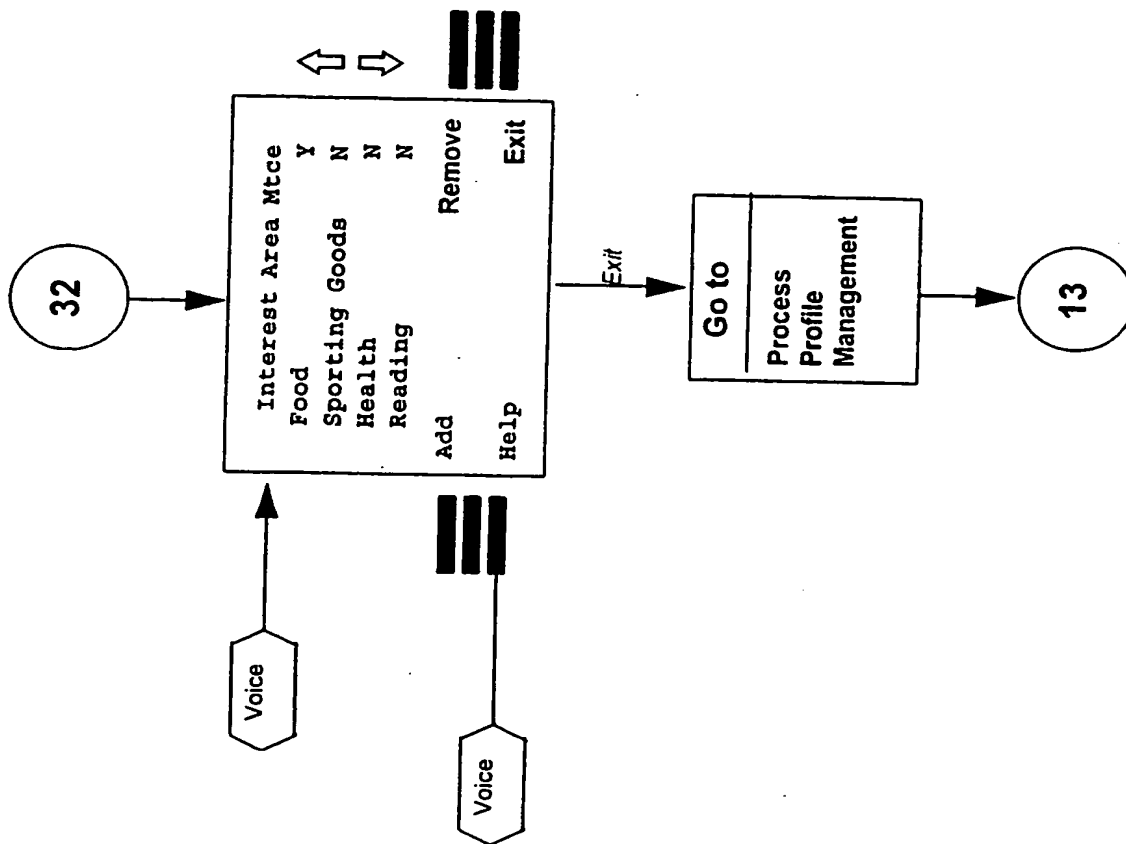 32
Voice
Interest Area Mtce
Food Y
Sporting Goods N
Health N
Reading N
Add Remove
Help Exit
Voice
Exit
Go to
Process
Profile
Management
13